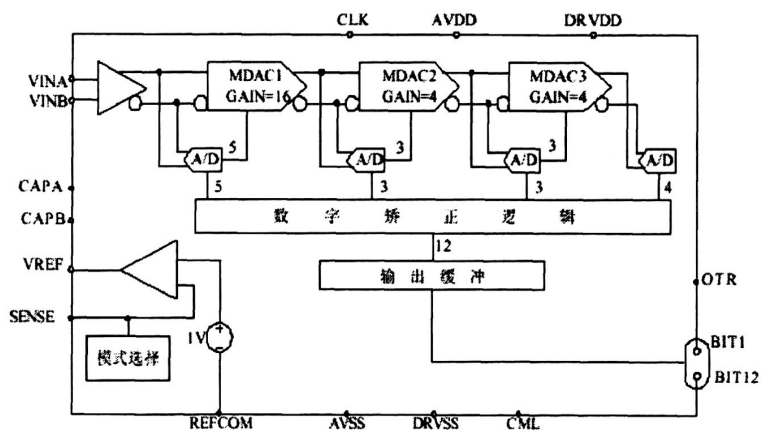 CLK AVDD DRVDD
VINA
VINB
MDAC1
GAIN=16
MDAC2
GAIN=4
MDAC3
GAIN=4
5 3 3
A/D A/D A/D A/D
5 3 3 4
CAPA
数字矫正逻辑
CAPB
12
VREF
输出缓冲
OTR
SENSE
1V
模式选择
BIT1
BIT12
REFCOM AVSS DRVSS CML